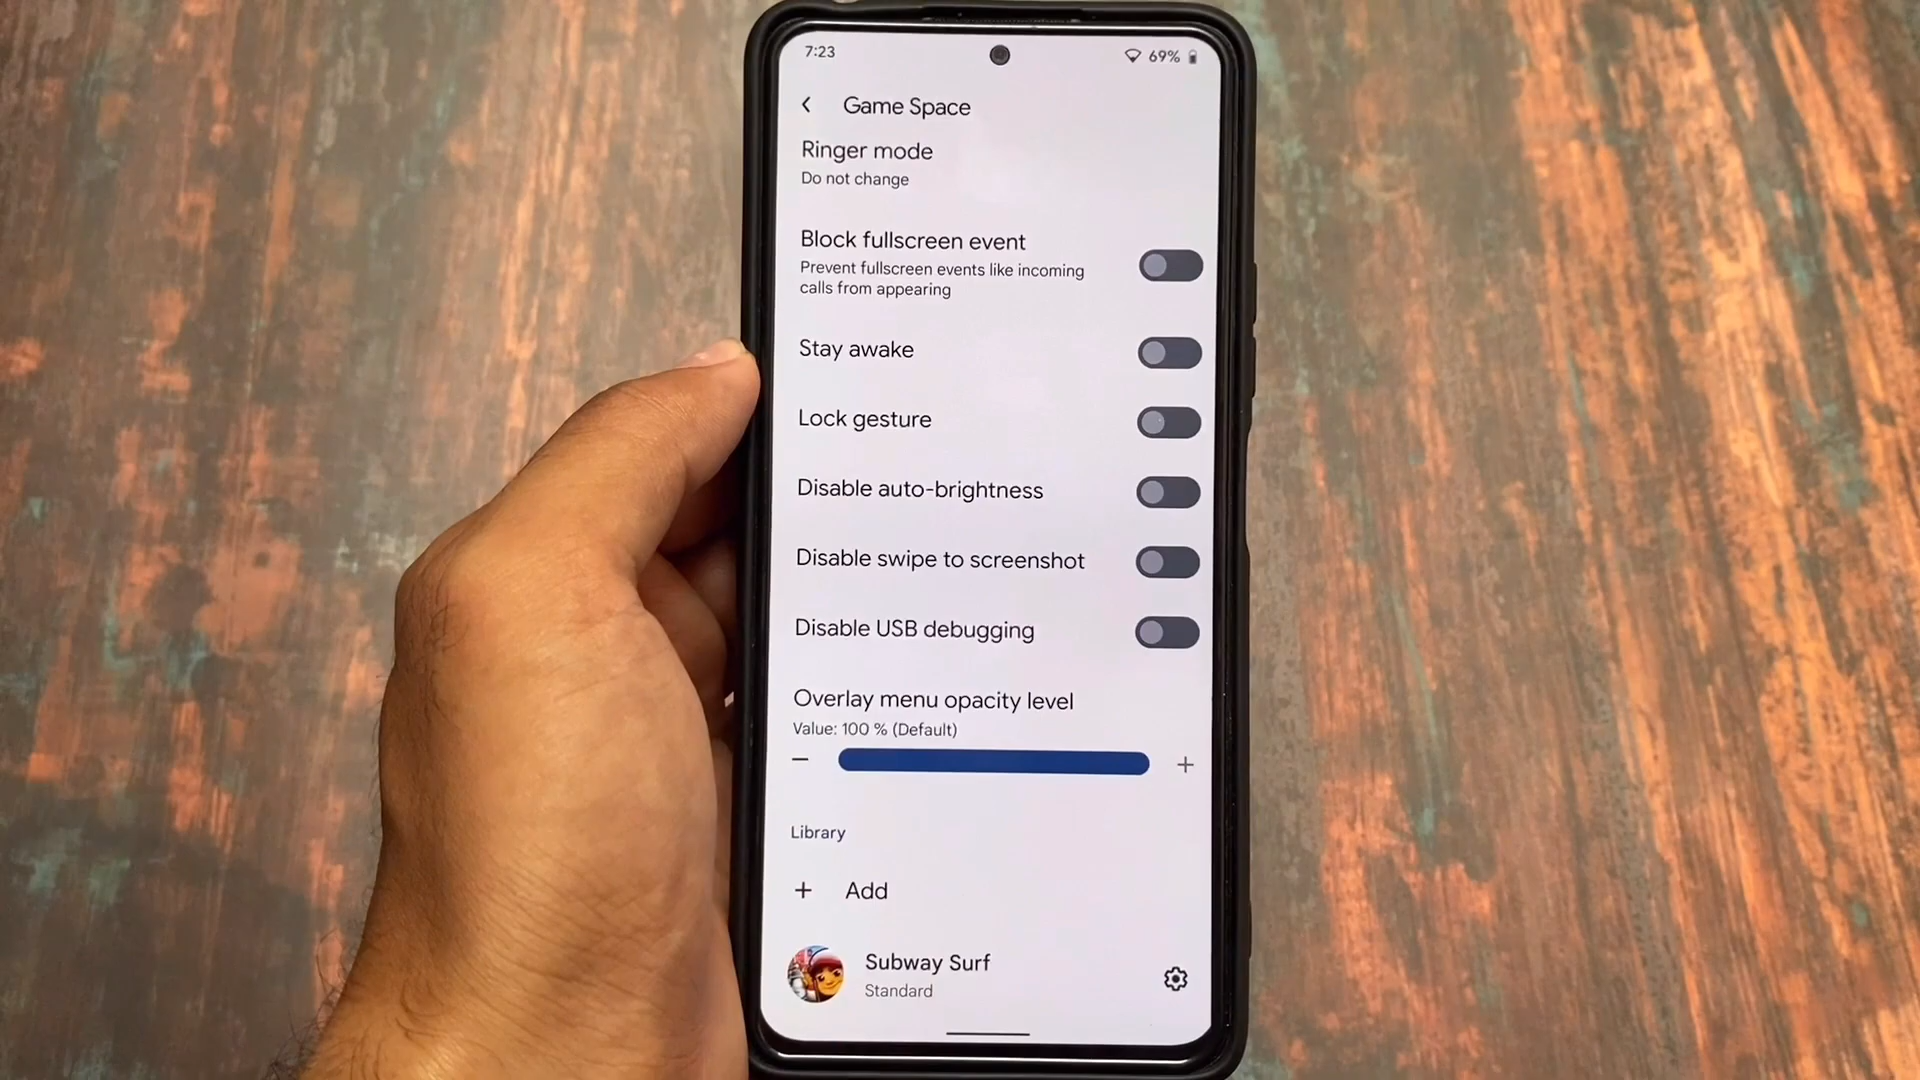 7:23
69%
Game Space
Ringer mode
Do not change
Block fullscreen event
Prevent fullscreen events like incoming
calls from appearing
Stay awake
Lock gesture
Disable auto-brightness
Disable swipe to screenshot
Disable USB debugging
Overlay menu opacity level
Value: 100 % (Default)
Library
+ Add
Subway Surf
Standard